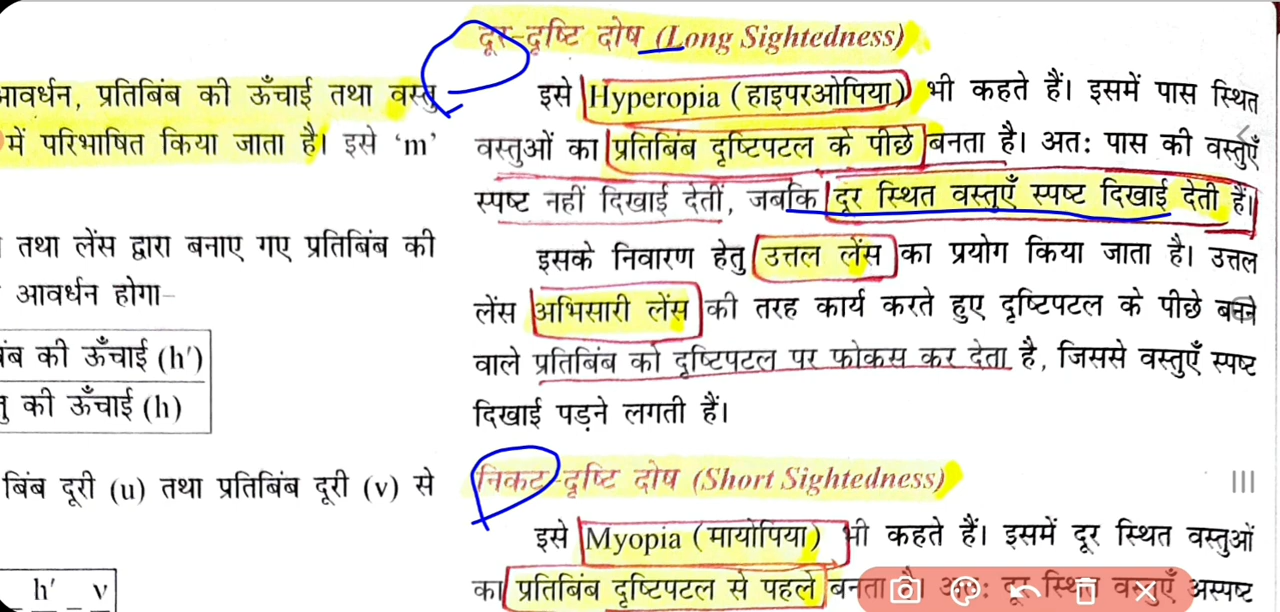 आवर्धन, प्रतिबिंब की ऊँचाई तथा वस्तु
में परिभाषित किया जाता है। इसे ‘m’
तथा लेंस द्वारा बनाए गए प्रतिबिंब की
आवर्धन होगा–
की ऊँचाई (h′)
की ऊँचाई (h)
बिंब दूरी (u) तथा प्रतिबिंब दूरी (v) से
h′ v
दूर-दृष्टि दोष (Long Sightedness)
इसे Hyperopia (हाइपरओपिया) भी कहते हैं। इसमें पास स्थित
वस्तुओं का प्रतिबिंब दृष्टिपटल के पीछे बनता है। अतः पास की वस्तुएँ
स्पष्ट नहीं दिखाई देतीं, जबकि दूर स्थित वस्तुएँ स्पष्ट दिखाई देती हैं।
इसके निवारण हेतु उत्तल लेंस का प्रयोग किया जाता है। उत्तल
लेंस अभिसारी लेंस की तरह कार्य करते हुए दृष्टिपटल के पीछे बनने
वाले प्रतिबिंब को दृष्टिपटल पर फोकस कर देता है, जिससे वस्तुएँ स्पष्ट
दिखाई पड़ने लगती हैं।
निकट-दृष्टि दोष (Short Sightedness)
इसे Myopia (मायोपिया) भी कहते हैं। इसमें दूर स्थित वस्तुओं
का प्रतिबिंब दृष्टिपटल से पहले बनता है। अतः दूर स्थित वस्तुएँ अस्पष्ट